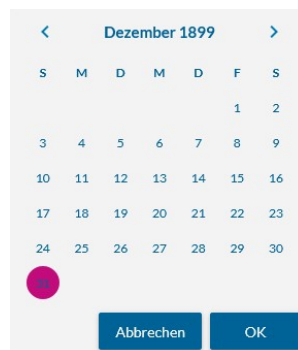 < Dezember 1899 >
S M D M D F S
1 2
3 4 5 6 7 8 9
10 11 12 13 14 15 16
17 18 19 20 21 22 23
24 25 26 27 28 29 30
31
Abbrechen OK